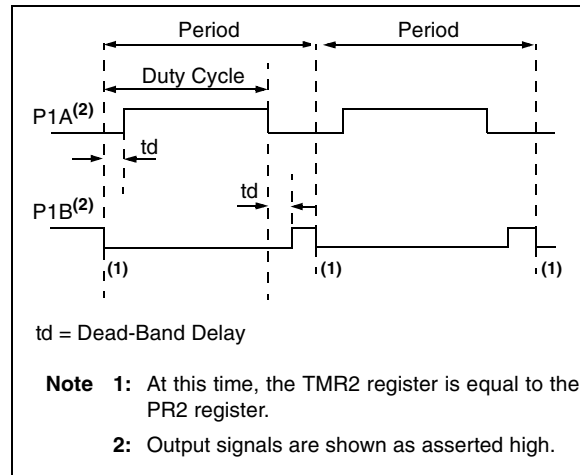 Period Period
Duty Cycle
P1A(2)
td
td
P1B(2)
(1) (1) (1)
td = Dead-Band Delay
Note 1: At this time, the TMR2 register is equal to the
PR2 register.
2: Output signals are shown as asserted high.